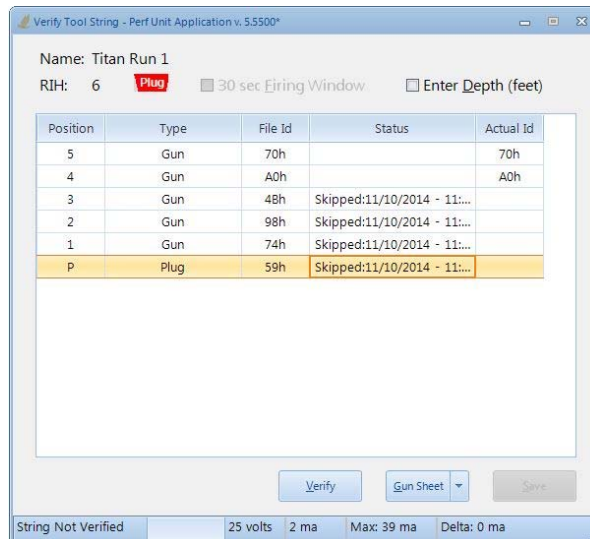 Verify Tool String - Perf Unit Application v. 5.5500*
Name: Titan Run 1
RIH: 6 Plug 30 sec Firing Window Enter Depth (feet)
Position Type File Id Status Actual Id
5 Gun 70h 70h
4 Gun A0h A0h
3 Gun 4Bh Skipped:11/10/2014 - 11:...
2 Gun 98h Skipped:11/10/2014 - 11:...
1 Gun 74h Skipped:11/10/2014 - 11:...
P Plug 59h Skipped:11/10/2014 - 11:...
Verify Gun Sheet Save
String Not Verified 25 volts 2 ma Max: 39 ma Delta: 0 ma